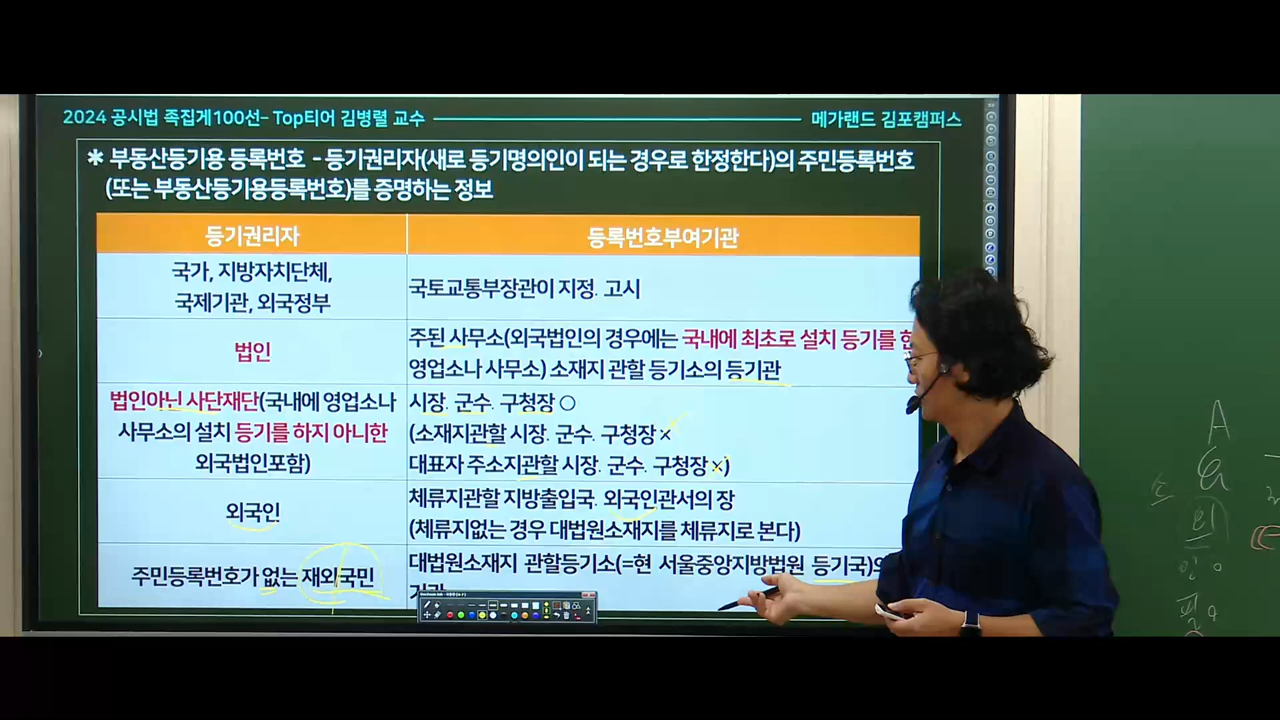 2024 공시법 족집게100선– Top티어 김병렬 교수
메가랜드 김포캠퍼스
* 부동산등기용 등록번호 - 등기권리자(새로 등기명의인이 되는 경우로 한정한다)의 주민등록번호
(또는 부동산등기용등록번호)를 증명하는 정보
등기권리자
등록번호부여기관
국가, 지방자치단체,
국제기관, 외국정부
국토교통부장관이 지정. 고시
법인
주된 사무소(외국법인의 경우에는 국내에 최초로 설치 등기를 한
영업소나 사무소) 소재지 관할 등기소의 등기관
법인아닌 사단재단(국내에 영업소나
사무소의 설치 등기를 하지 아니한
외국법인포함)
시장. 군수. 구청장 ○
(소재지관할 시장. 군수. 구청장 ×
대표자 주소지관할 시장. 군수. 구청장 ×)
외국인
체류지관할 지방출입국. 외국인관서의 장
(체류지없는 경우 대법원소재지를 체류지로 본다)
주민등록번호가 없는 재외국민
대법원소재지 관할등기소(=현 서울중앙지방법원 등기국)의
A